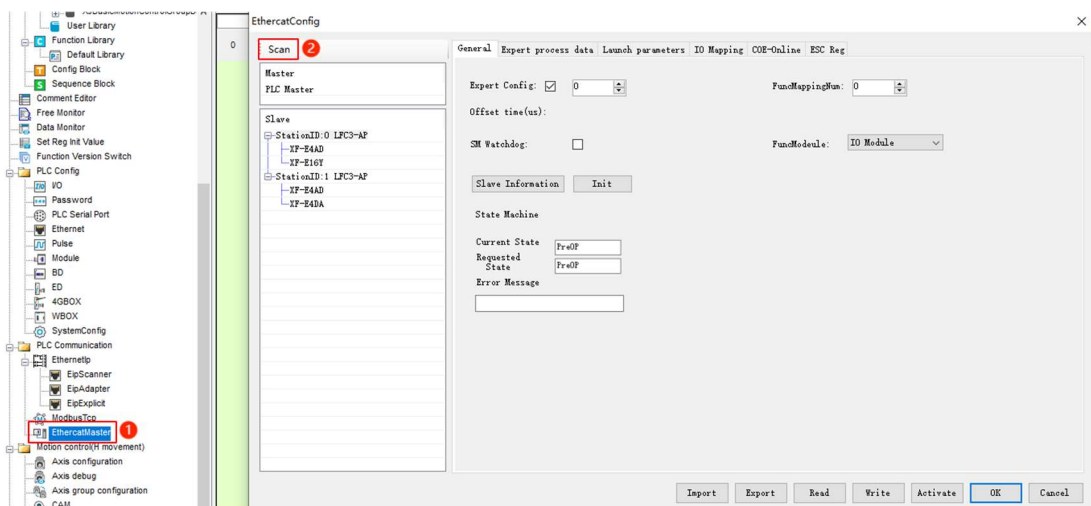 User Library
Function Library
Default Library
Config Block
Sequence Block
Comment Editor
Free Monitor
Data Monitor
Set Reg Init Value
Function Version Switch
PLC Config
I/O
Password
PLC Serial Port
Ethernet
Pulse
Module
BD
ED
4GBOX
WBOX
SystemConfig
PLC Communication
EthernetIp
EipScanner
EipAdapter
EipExplicit
ModbusTcp
EthercatMaster 1
Motion control(H movement)
Axis configuration
Axis debug
Axis group configuration
CAM
0
EthercatConfig
Scan 2
Master
PLC Master
Slave
StationID:0 LFC3-AP
XF-E4AD
XF-E16Y
StationID:1 LFC3-AP
XF-E4AD
XF-E4DA
General Expert process data Launch parameters IO Mapping COE-Online ESC Reg
Expert Config: 0 FuncMappingNum: 0
Offset time(us):
SM Watchdog: FuncModeule: IO Module
Slave Information Init
State Machine
Current State PreOP
Requested State PreOP
Error Message
Import Export Read Write Activate OK Cancel